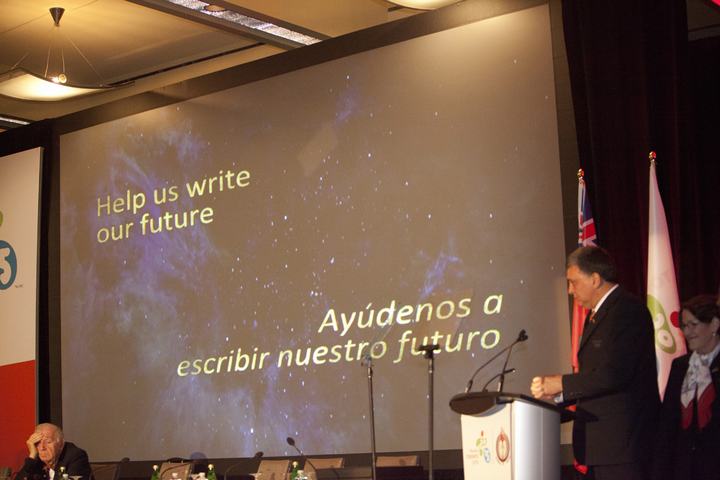 Help us write
our future
Ayúdenos a
escribir nuestro futuro